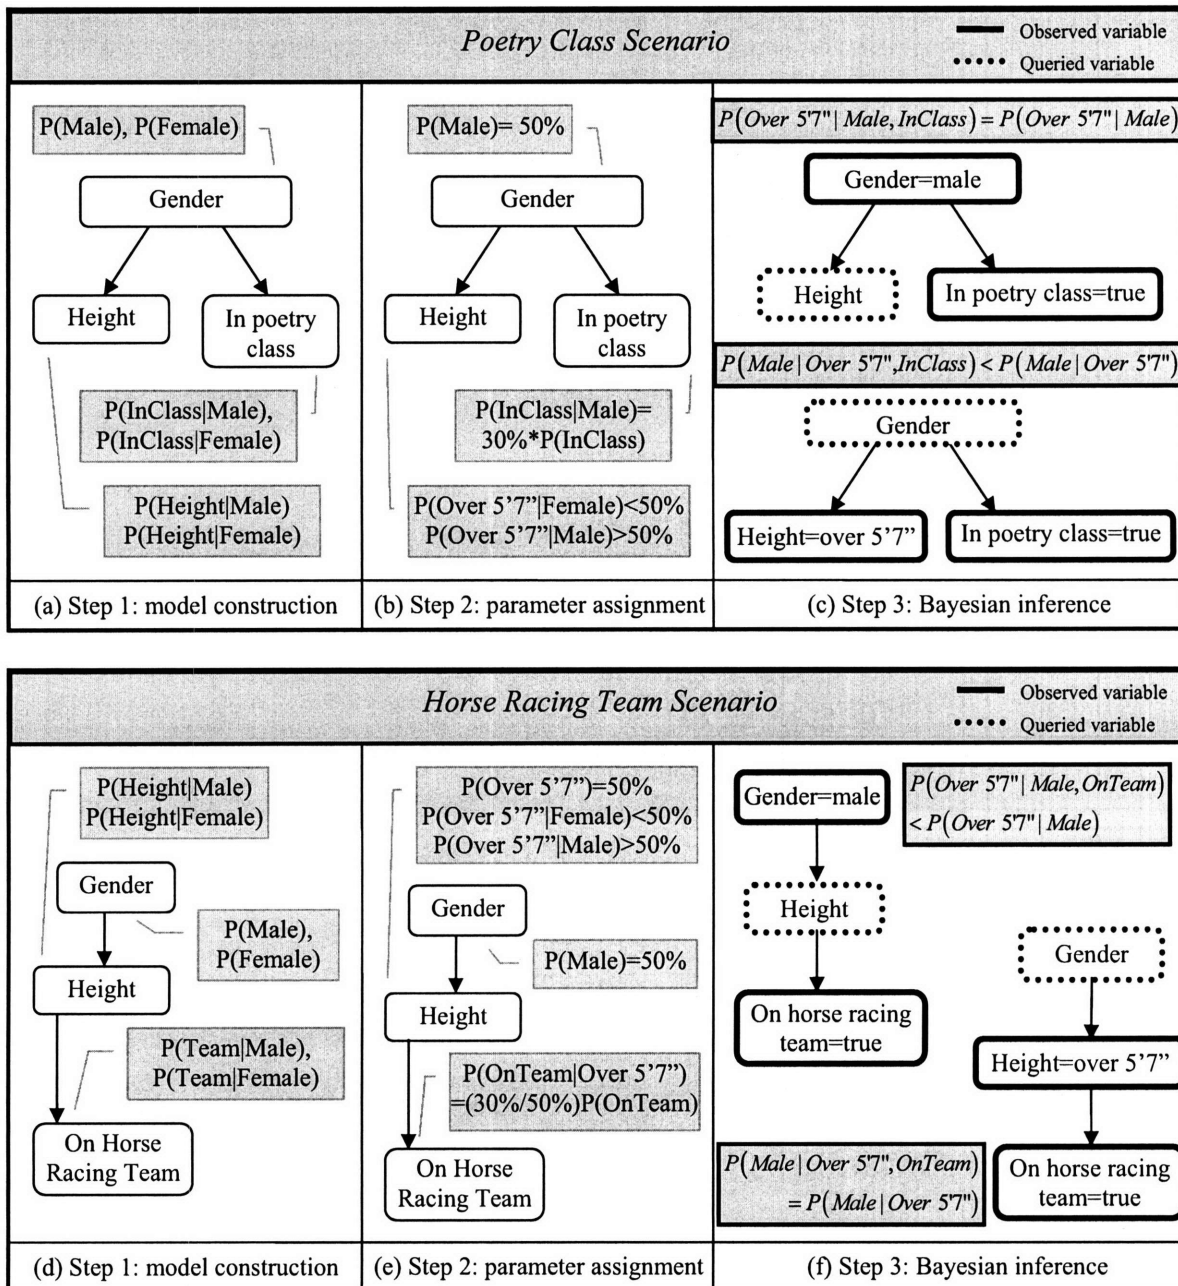 Poetry Class Scenario
Observed variable
Queried variable
P(Male), P(Female)
Gender
Height
In poetry
class
P(InClass|Male),
P(InClass|Female)
P(Height|Male)
P(Height|Female)
(a) Step 1: model construction
P(Male)= 50%
Gender
Height
In poetry
class
P(InClass|Male)=
30%*P(InClass)
P(Over 5’7”|Female)<50%
P(Over 5’7”|Male)>50%
(b) Step 2: parameter assignment
P(Over 5'7"| Male, InClass) = P(Over 5'7"| Male)
Gender=male
Height
In poetry class=true
P(Male | Over 5'7",InClass) < P(Male | Over 5'7")
Gender
Height=over 5’7”
In poetry class=true
(c) Step 3: Bayesian inference
Horse Racing Team Scenario
Observed variable
Queried variable
P(Height|Male)
P(Height|Female)
Gender
P(Male),
P(Female)
Height
P(Team|Male),
P(Team|Female)
On Horse
Racing Team
(d) Step 1: model construction
P(Over 5’7”)=50%
P(Over 5’7”|Female)<50%
P(Over 5’7”|Male)>50%
Gender
P(Male)=50%
Height
P(OnTeam|Over 5’7”)
=(30%/50%)P(OnTeam)
On Horse
Racing Team
(e) Step 2: parameter assignment
Gender=male
P(Over 5'7"| Male, OnTeam)
< P(Over 5'7"| Male)
Height
On horse racing
team=true
Gender
Height=over 5’7”
On horse racing
team=true
P(Male | Over 5'7", OnTeam)
= P(Male | Over 5'7")
(f) Step 3: Bayesian inference